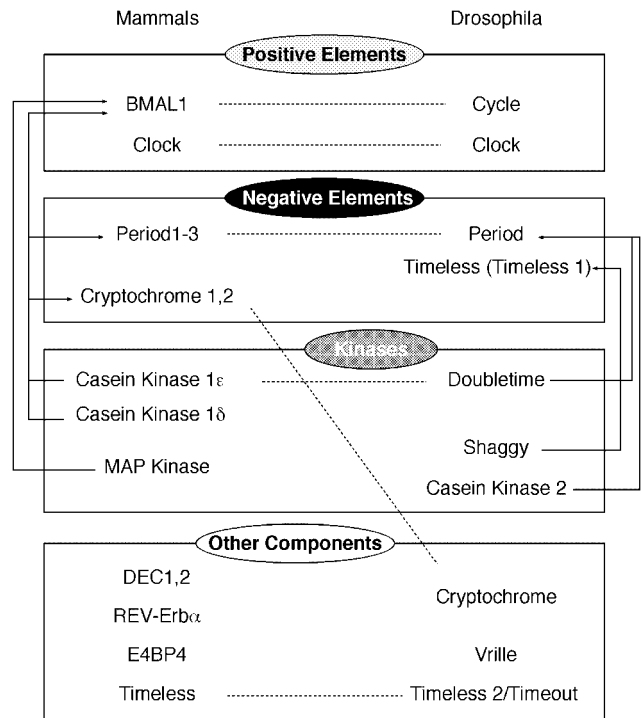 Mammals Drosophila
Positive Elements
BMAL1 Cycle
Clock Clock
Negative Elements
Period1-3 Period
Timeless (Timeless 1)
Cryptochrome 1,2
Kinases
Casein Kinase 1ε Doubletime
Casein Kinase 1δ
Shaggy
MAP Kinase
Casein Kinase 2
Other Components
DEC1,2
Cryptochrome
REV-Erbα
E4BP4 Vrille
Timeless Timeless 2/Timeout